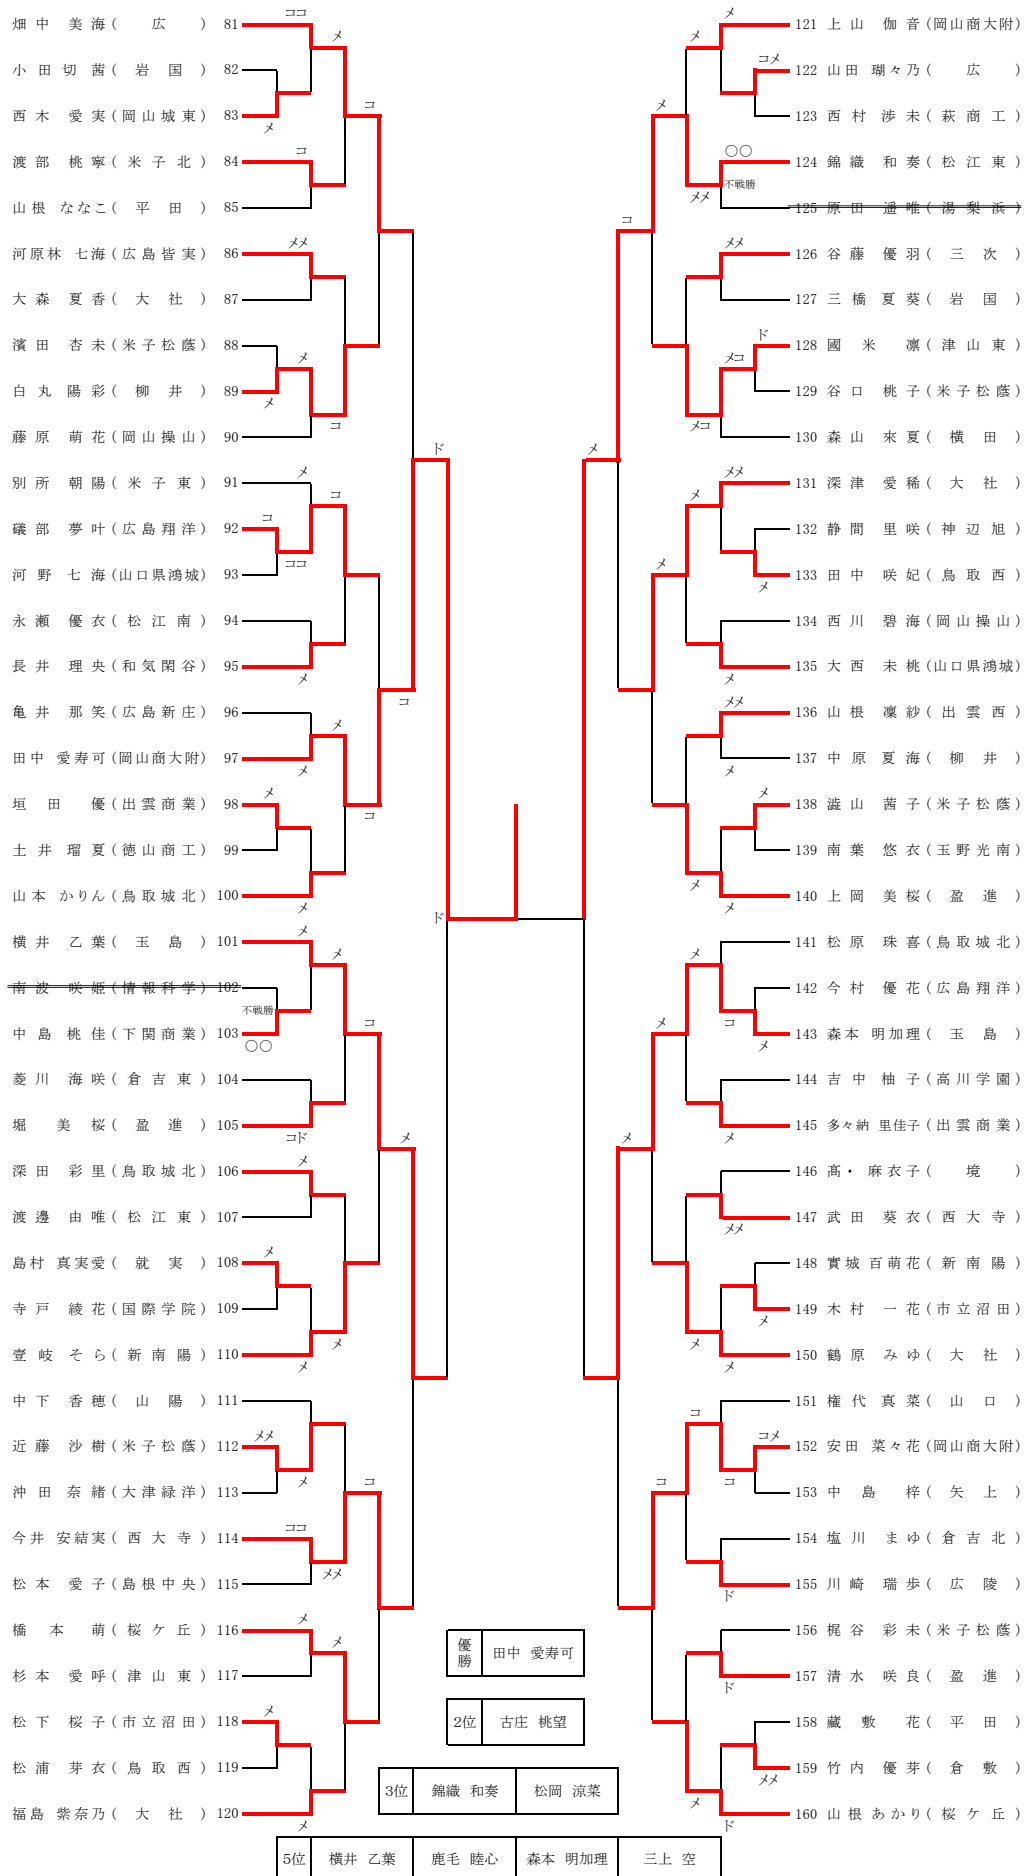 畑中 美海 (広) 81
小田切 茜 (岩国) 82
西木 愛実 (岡山城東) 83
渡部 桃寧 (米子北) 84
山根 ななこ (平田) 85
河原林 七海 (広島皆実) 86
大森 夏香 (大社) 87
濱田 杏未 (米子松蔭) 88
白丸 陽彩 (柳井) 89
藤原 萌花 (岡山操山) 90
別所 朝陽 (米子東) 91
礒部 夢叶 (広島翔洋) 92
河野 七海 (山口県鴻城) 93
永瀬 優衣 (松江南) 94
長井 理央 (和気閑谷) 95
亀井 那笑 (広島新庄) 96
田中 愛寿可 (岡山商大附) 97
垣田 優 (出雲商業) 98
土井 瑠夏 (徳山商工) 99
山本 かりん (鳥取城北) 100
横井 乙葉 (玉島) 101
南波 咲姫 (情報科学) 102
不戦勝
中島 桃佳 (下関商業) 103
〇〇
菱川 海咲 (倉吉東) 104
堀 美桜 (盈進) 105
深田 彩里 (鳥取城北) 106
渡邊 由唯 (松江東) 107
島村 真実愛 (就実) 108
寺戸 綾花 (国際学院) 109
壹岐 そら (新南陽) 110
中下 香穂 (山陽) 111
近藤 沙樹 (米子松蔭) 112
沖田 奈緒 (大津緑洋) 113
今井 安結実 (西大寺) 114
松本 愛子 (島根中央) 115
橋本 萌 (桜ケ丘) 116
杉本 愛呼 (津山東) 117
松下 桜子 (市立沼田) 118
松浦 芽衣 (鳥取西) 119
福島 紫奈乃 (大社) 120
121 上山 伽音 (岡山商大附)
122 山田 瑚々乃 (広)
123 西村 渉未 (萩商工)
〇〇
124 錦織 和奏 (松江東)
不戦勝
125 原田 遥唯 (湯梨浜)
126 谷藤 優羽 (三次)
127 三橋 夏葵 (岩国)
128 國米 凛 (津山東)
129 谷口 桃子 (米子松蔭)
130 森山 來夏 (横田)
131 深津 愛稀 (大社)
132 静間 里咲 (神辺旭)
133 田中 咲妃 (鳥取西)
134 西川 碧海 (岡山操山)
135 大西 未桃 (山口県鴻城)
136 山根 凜紗 (出雲西)
137 中原 夏海 (柳井)
138 澁山 茜子 (米子松蔭)
139 南葉 悠衣 (玉野光南)
140 上岡 美桜 (盈進)
141 松原 珠喜 (鳥取城北)
142 今村 優花 (広島翔洋)
143 森本 明加理 (玉島)
144 吉中 柚子 (高川学園)
145 多々納 里佳子 (出雲商業)
146 髙・ 麻衣子 (境)
147 武田 葵衣 (西大寺)
148 實城 百萌花 (新南陽)
149 木村 一花 (市立沼田)
150 鶴原 みゆ (大社)
151 権代 真菜 (山口)
152 安田 菜々花 (岡山商大附)
153 中島 梓 (矢上)
154 塩川 まゆ (倉吉北)
155 川崎 瑞歩 (広陵)
156 梶谷 彩未 (米子松蔭)
157 清水 咲良 (盈進)
158 藏敷 花 (平田)
159 竹内 優芽 (倉敷)
160 山根 あかり (桜ケ丘)
優勝 田中 愛寿可
2位 古庄 桃望
3位 錦織 和奏 松岡 涼菜
5位 横井 乙葉 鹿毛 睦心 森本 明加理 三上 空